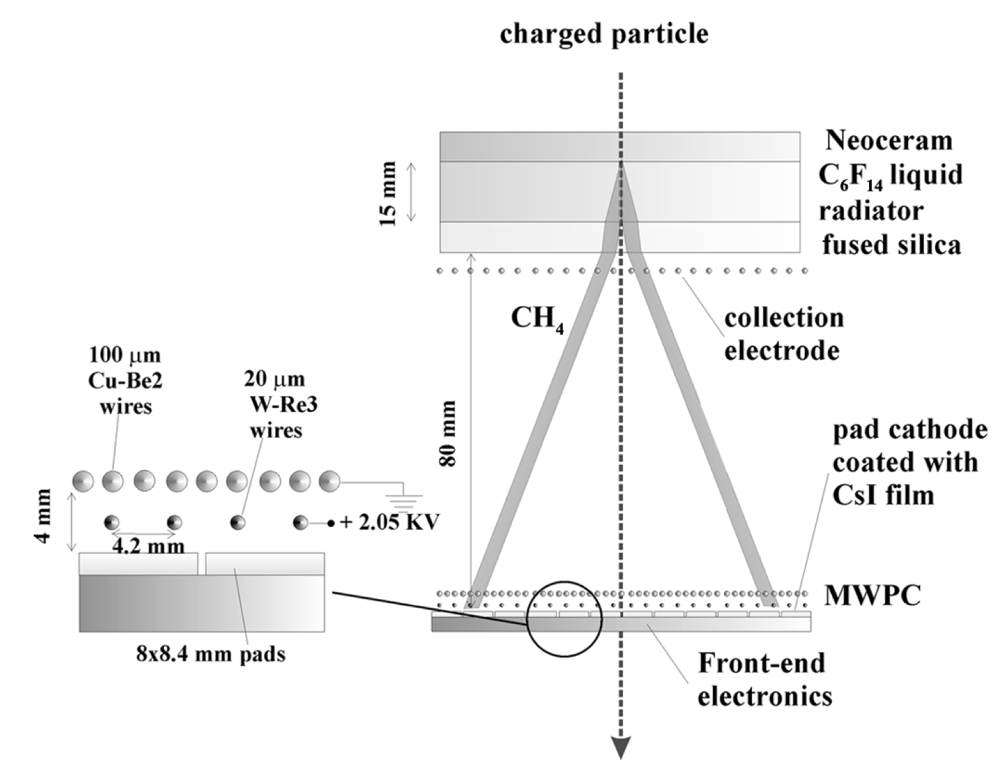 charged particle
Neoceram
C₆F₁₄ liquid
radiator
fused silica
15 mm
CH₄
collection
electrode
80 mm
100 μm
Cu-Be2
wires
20 μm
W-Re3
wires
4 mm
+ 2.05 KV
4.2 mm
8x8.4 mm pads
pad cathode
coated with
CsI film
MWPC
Front-end
electronics